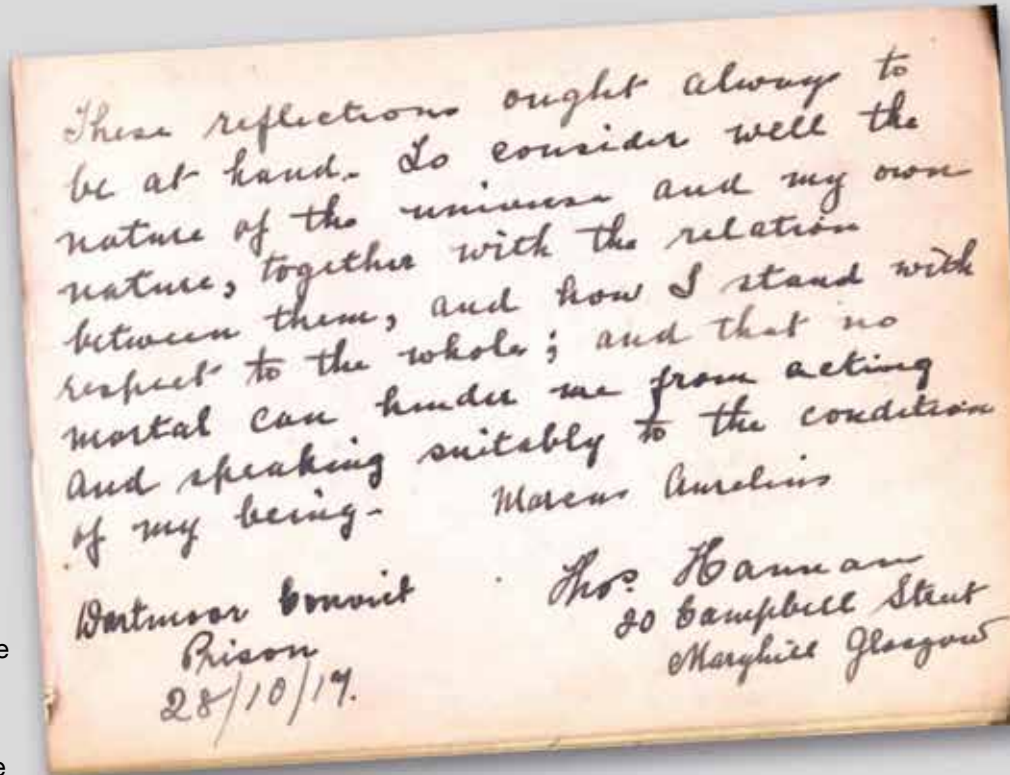 These reflections ought always to
be at hand. To consider well the
nature of the universe and my own
nature, together with the relation
between them, and how I stand with
respect to the whole; and that no
mortal can hinder me from acting
and speaking suitably to the condition
of my being. Marcus Aurelius
Dartmoor Convict
Prison
28/10/17.
Thos. Hannan
20 Campbell Street
Maryhill Glasgow
e
e